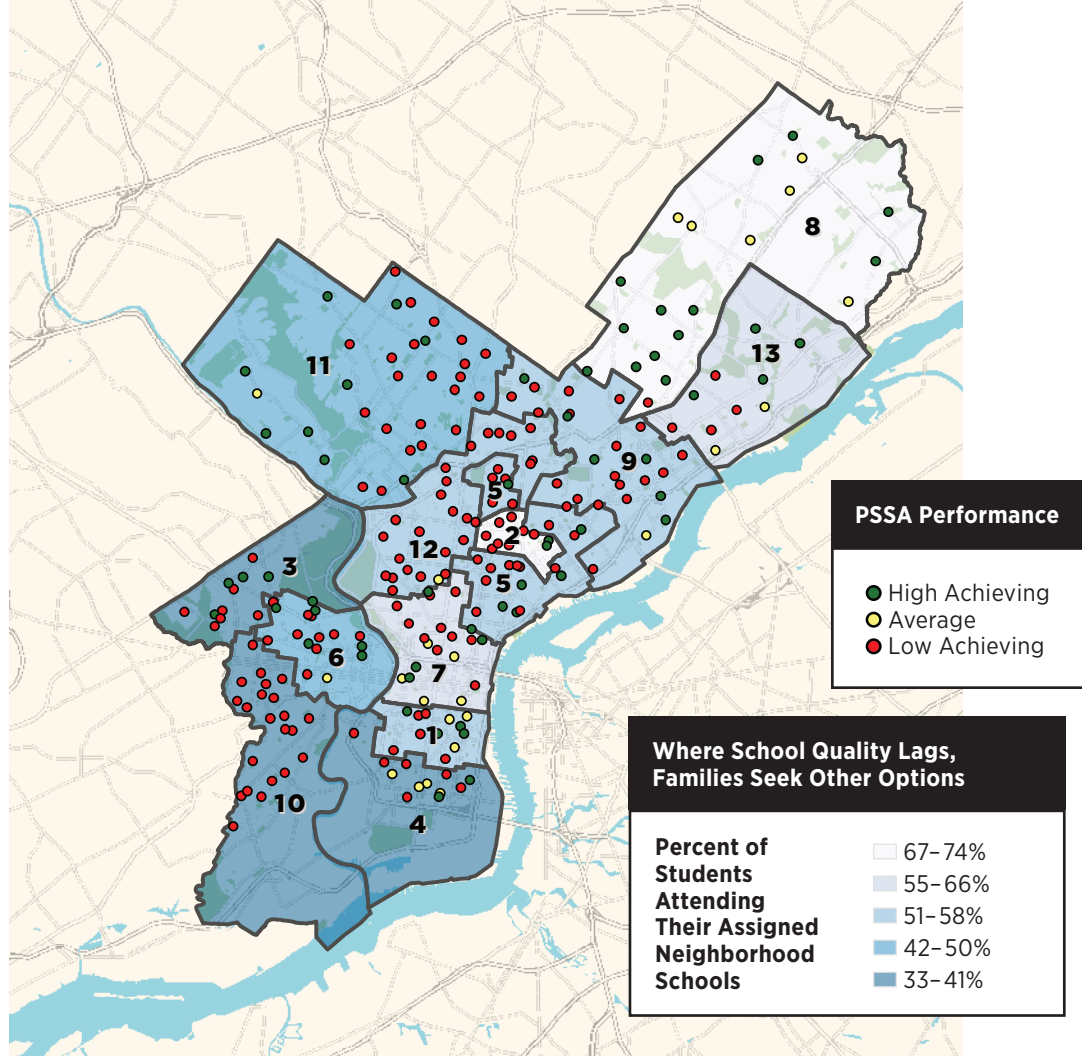 8
13
11
9
5
2
12
3
5
6
7
1
10
4
PSSA Performance
High Achieving
Average
Low Achieving
Where School Quality Lags,
Families Seek Other Options
Percent of
Students
Attending
Their Assigned
Neighborhood
Schools
67–74%
55–66%
51–58%
42–50%
33–41%